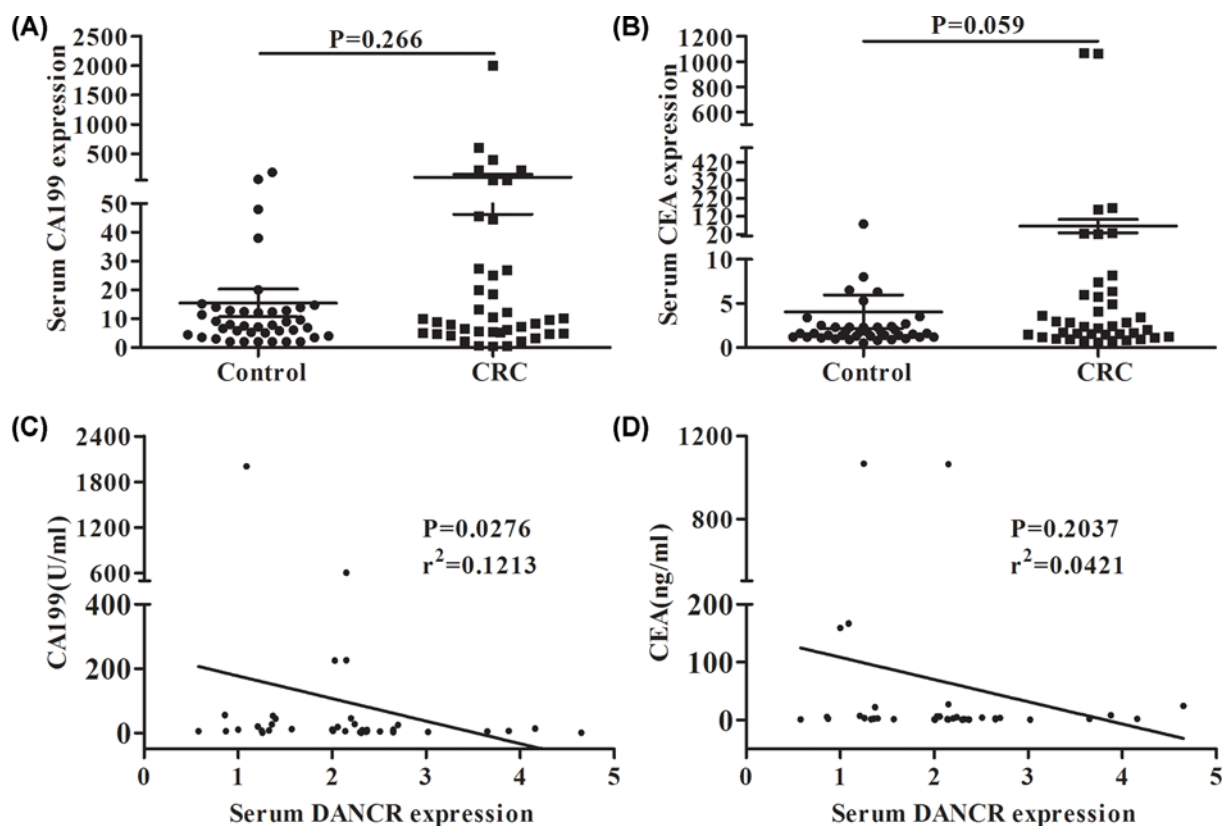 (A)
P=0.266
Serum CA199 expression
2500
2000
1500
1000
500
50
40
30
20
10
0
Control
CRC
(B)
P=0.059
Serum CEA expression
1200
1000
800
600
420
320
220
120
20
10
5
0
Control
CRC
(C)
CA199(U/ml)
2400
1800
1200
600
400
200
0
P=0.0276
r²=0.1213
0
1
2
3
4
5
Serum DANCR expression
(D)
CEA(ng/ml)
1200
800
200
100
0
P=0.2037
r²=0.0421
0
1
2
3
4
5
Serum DANCR expression